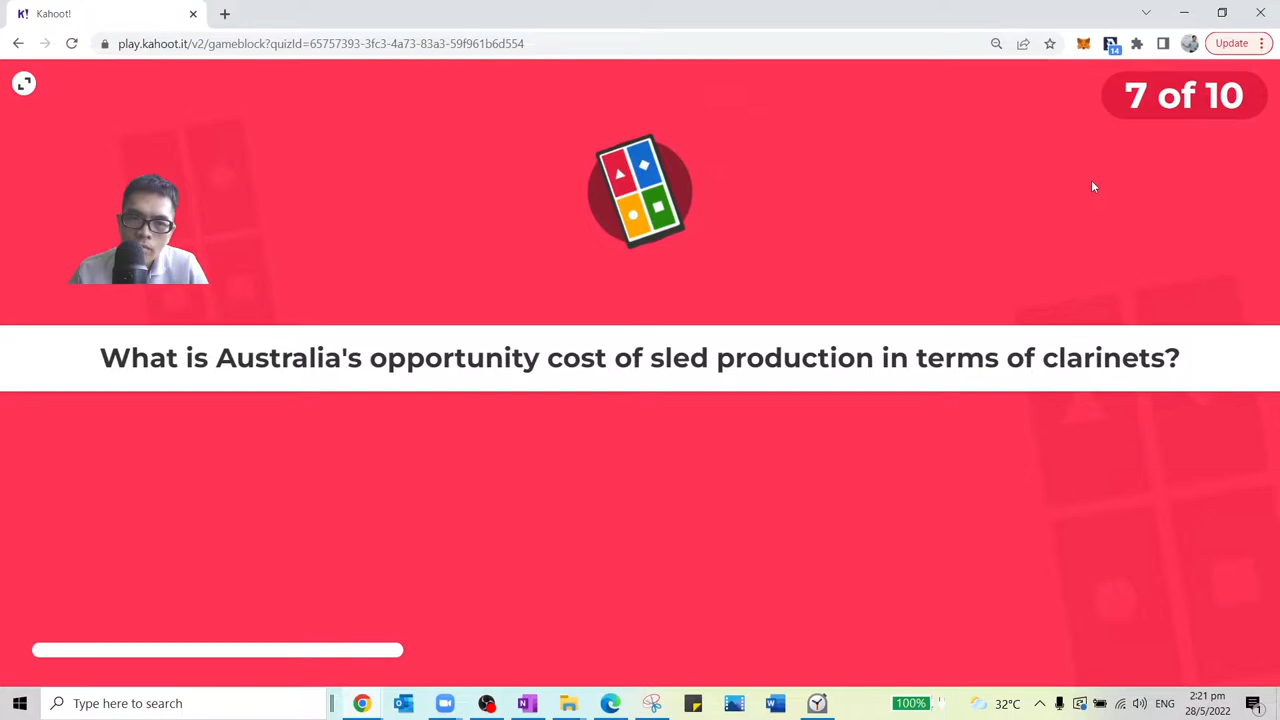 K! Kahoot!
play.kahoot.it/v2/gameblock?quizId=65757393-3fc3-4a73-83a3-59f961b6d554
14
Update
7 of 10
What is Australia's opportunity cost of sled production in terms of clarinets?
Type here to search
100%
32°C
ENG
2:21 pm
28/5/2022
1